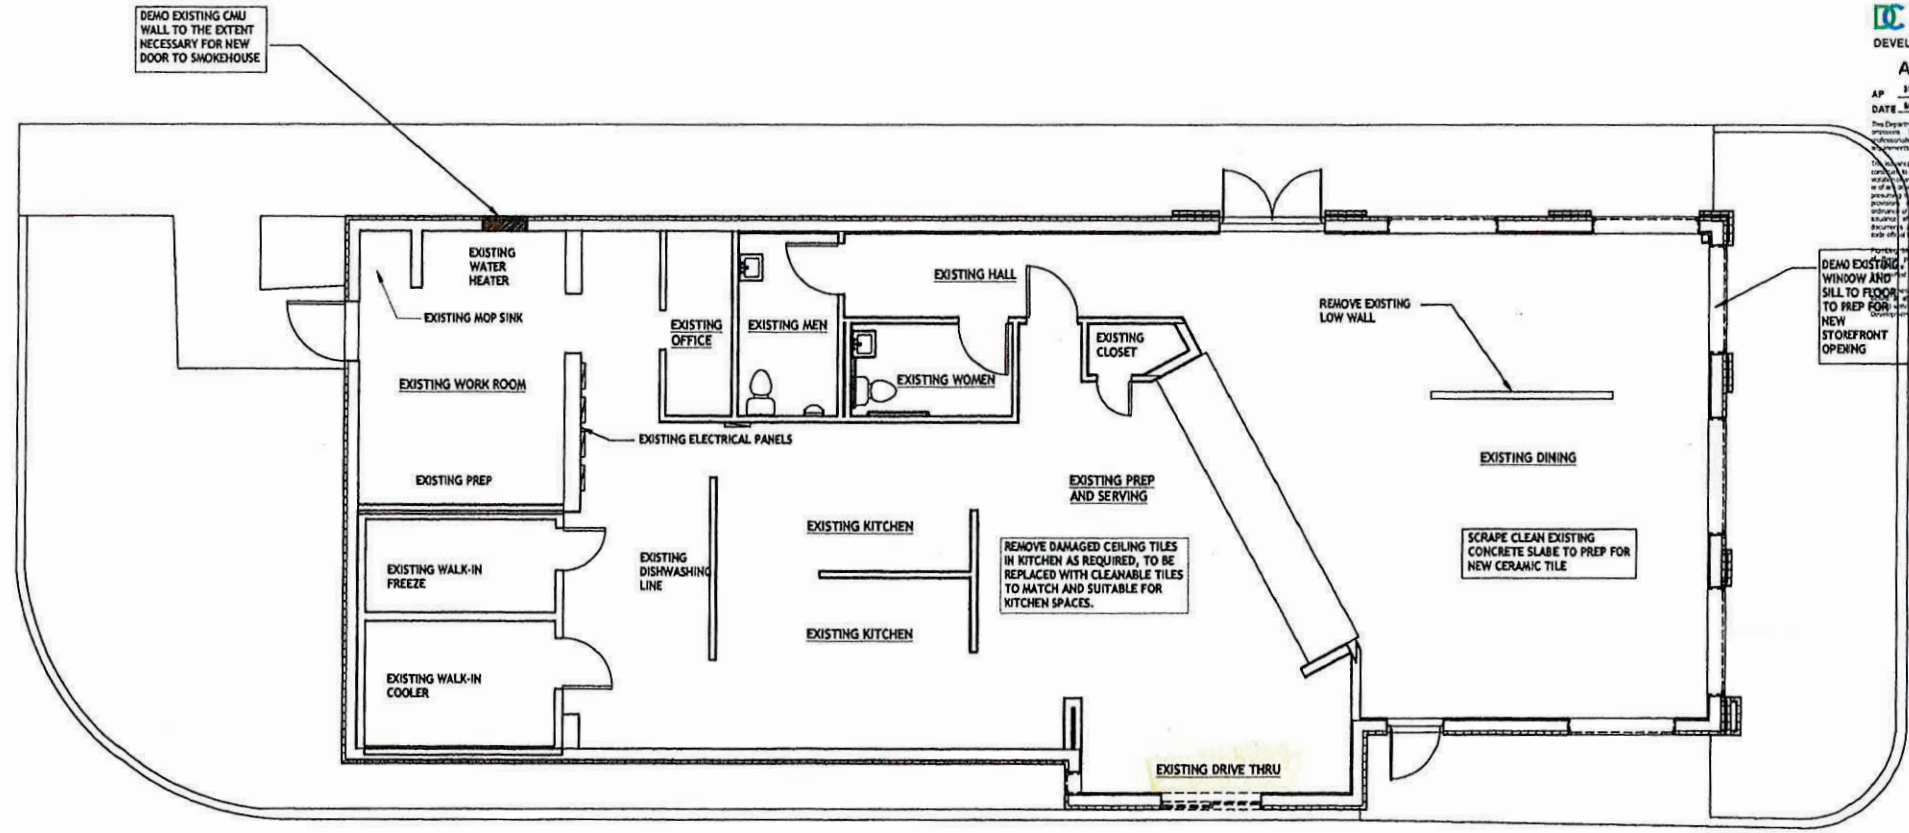 DEMO EXISTING CMU
WALL TO THE EXTENT
NECESSARY FOR NEW
DOOR TO SMOKEHOUSE
DC
DEVEL
A
AP
DATE
EXISTING
WATER
HEATER
EXISTING MOP SINK
EXISTING
OFFICE
EXISTING MEN
EXISTING HALL
EXISTING WOMEN
EXISTING
CLOSET
REMOVE EXISTING
LOW WALL
DEMO EXISTING
WINDOW AND
SILL TO FLOOR
TO PREP FOR
NEW
STOREFRONT
OPENING
EXISTING WORK ROOM
EXISTING ELECTRICAL PANELS
EXISTING PREP
EXISTING PREP
AND SERVING
EXISTING DINING
EXISTING KITCHEN
EXISTING
DISHWASHING
LINE
EXISTING WALK-IN
FREEZE
REMOVE DAMAGED CEILING TILES
IN KITCHEN AS REQUIRED, TO BE
REPLACED WITH CLEANABLE TILES
TO MATCH AND SUITABLE FOR
KITCHEN SPACES.
SCRAPE CLEAN EXISTING
CONCRETE SLABE TO PREP FOR
NEW CERAMIC TILE
EXISTING KITCHEN
EXISTING WALK-IN
COOLER
EXISTING DRIVE THRU